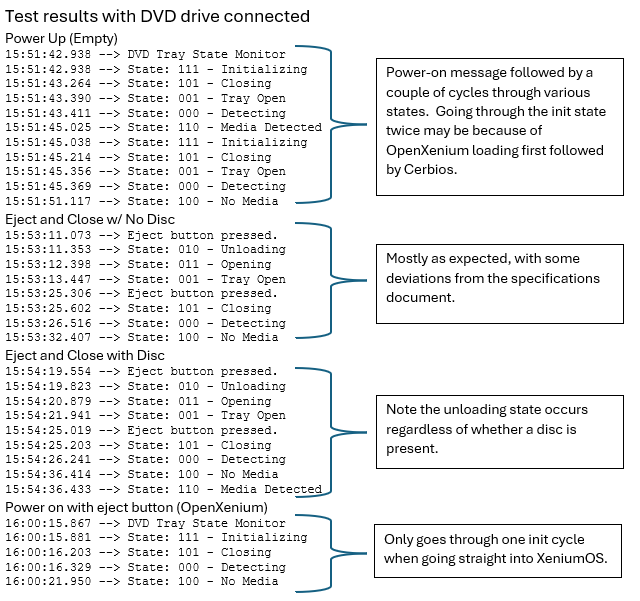 Test results with DVD drive connected
Power Up (Empty)
15:51:42.938 --> DVD Tray State Monitor
15:51:42.938 --> State: 111 - Initializing
15:51:43.264 --> State: 101 - Closing
15:51:43.390 --> State: 001 - Tray Open
15:51:43.411 --> State: 000 - Detecting
15:51:45.025 --> State: 110 - Media Detected
15:51:45.038 --> State: 111 - Initializing
15:51:45.214 --> State: 101 - Closing
15:51:45.356 --> State: 001 - Tray Open
15:51:45.369 --> State: 000 - Detecting
15:51:51.117 --> State: 100 - No Media
Power-on message followed by a
couple of cycles through various
states. Going through the init state
twice may be because of
OpenXenium loading first followed
by Cerbios.
Eject and Close w/ No Disc
15:53:11.073 --> Eject button pressed.
15:53:11.353 --> State: 010 - Unloading
15:53:12.398 --> State: 011 - Opening
15:53:13.447 --> State: 001 - Tray Open
15:53:25.306 --> Eject button pressed.
15:53:25.602 --> State: 101 - Closing
15:53:26.516 --> State: 000 - Detecting
15:53:32.407 --> State: 100 - No Media
Mostly as expected, with some
deviations from the specifications
document.
Eject and Close with Disc
15:54:19.554 --> Eject button pressed.
15:54:19.823 --> State: 010 - Unloading
15:54:20.879 --> State: 011 - Opening
15:54:21.941 --> State: 001 - Tray Open
15:54:25.019 --> Eject button pressed.
15:54:25.203 --> State: 101 - Closing
15:54:26.241 --> State: 000 - Detecting
15:54:36.414 --> State: 100 - No Media
15:54:36.433 --> State: 110 - Media Detected
Note the unloading state occurs
regardless of whether a disc is
present.
Power on with eject button (OpenXenium)
16:00:15.867 --> DVD Tray State Monitor
16:00:15.881 --> State: 111 - Initializing
16:00:16.203 --> State: 101 - Closing
16:00:16.329 --> State: 000 - Detecting
16:00:21.950 --> State: 100 - No Media
Only goes through one init cycle
when going straight into XeniumOS.